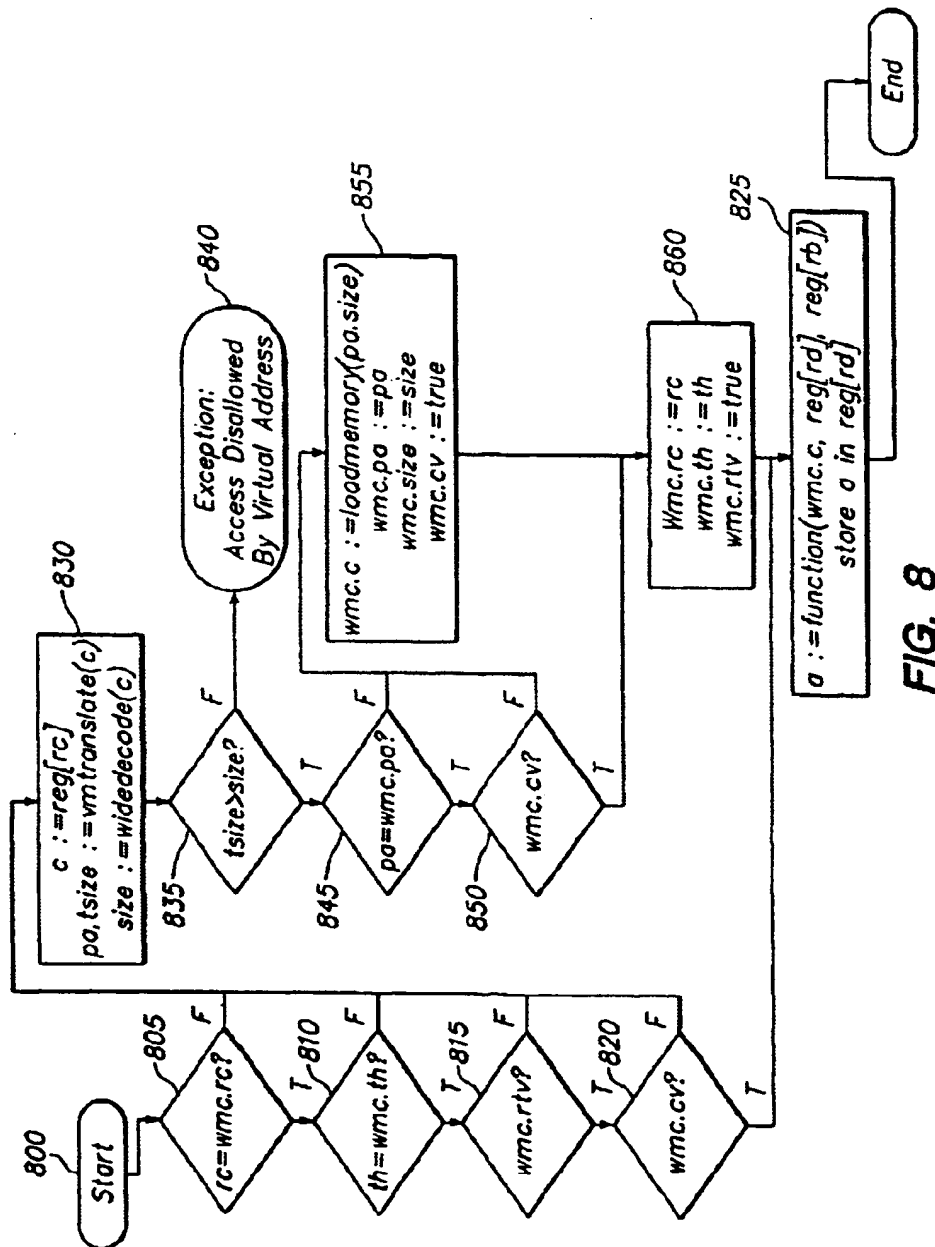 800
Start
805
rc=wmc.rc?
F
T
810
th=wmc.th?
F
T
815
wmc.rtv?
F
T
820
wmc.cv?
F
T
830
c :=reg[rc]
pa,tsize :=vmtranslate(c)
size :=widedecode(c)
835
tsize>size?
F
T
840
Exception:
Access Disallowed
By Virtual Address
845
pa=wmc.pa?
F
T
850
wmc.cv?
F
T
855
wmc.c :=loadmemory(pa.size)
wmc.pa :=pa
wmc.size :=size
wmc.cv :=true
860
Wmc.rc :=rc
wmc.th :=th
wmc.rtv :=true
825
a :=function(wmc.c, reg[rd], reg[rb])
store a in reg[rd]
End
FIG. 8